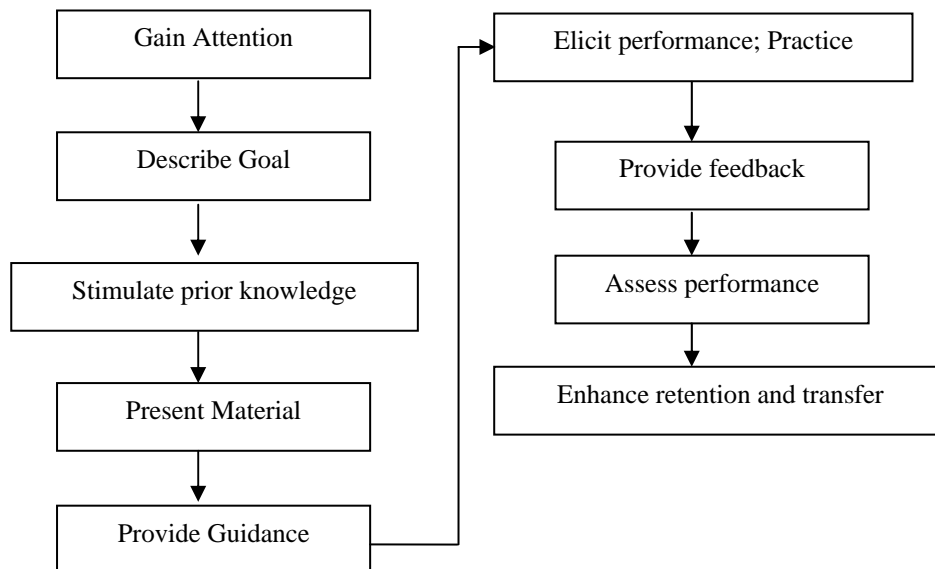 Gain Attention
Describe Goal
Stimulate prior knowledge
Present Material
Provide Guidance
Elicit performance; Practice
Provide feedback
Assess performance
Enhance retention and transfer